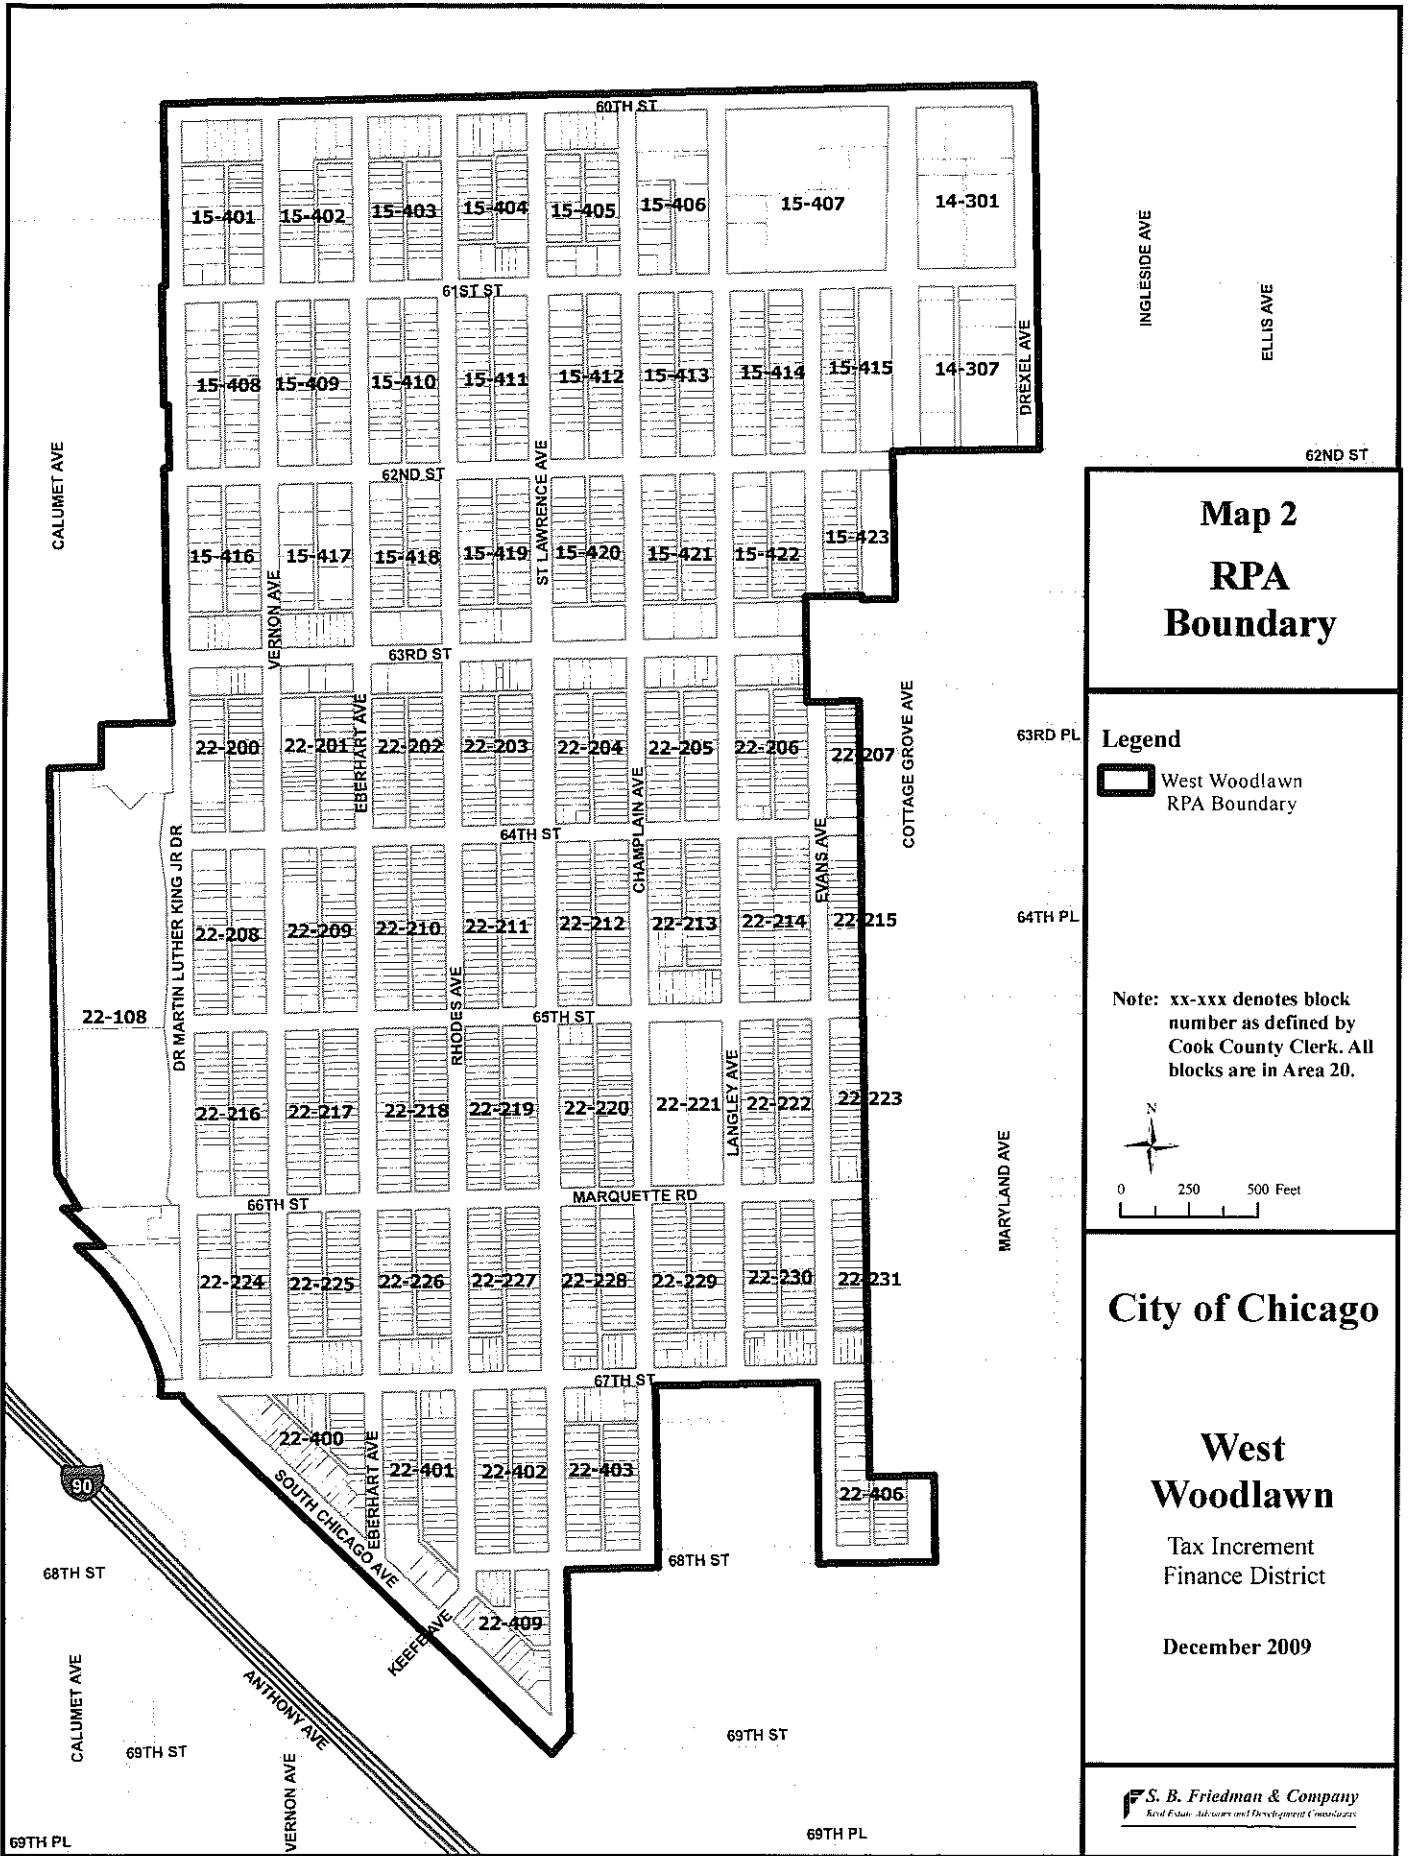 60TH ST
15-401
15-402
15-403
15-404
15-405
15-406
15-407
14-301
INGLESIDE AVE
ELLIS AVE
61ST ST
DREXEL AVE
15-408
15-409
15-410
15-411
15-412
15-413
15-414
15-415
14-307
CALUMET AVE
62ND ST
ST LAWRENCE AVE
62ND ST
15-416
15-417
15-418
15-419
15-420
15-421
15-422
15-423
VERNON AVE
63RD ST
22-200
22-201
EBERHART AVE
22-202
22-203
22-204
22-205
22-206
22-207
COTTAGE GROVE AVE
63RD PL
64TH ST
CHAMPLAIN AVE
EVANS AVE
DR MARTIN LUTHER KING JR DR
22-208
22-209
22-210
22-211
22-212
22-213
22-214
22-215
64TH PL
22-108
RHODES AVE
65TH ST
LANGLEY AVE
22-216
22-217
22-218
22-219
22-220
22-221
22-222
22-223
MARYLAND AVE
66TH ST
MARQUETTE RD
22-224
22-225
22-226
22-227
22-228
22-229
22-230
22-231
67TH ST
22-400
EBERHART AVE
22-401
22-402
22-403
22-406
90
SOUTH CHICAGO AVE
68TH ST
68TH ST
22-409
KEEFE AVE
CALUMET AVE
ANTHONY AVE
69TH ST
69TH ST
VERNON AVE
69TH PL
69TH PL
Map 2
RPA
Boundary
Legend
West Woodlawn
RPA Boundary
Note: xx-xxx denotes block
number as defined by
Cook County Clerk. All
blocks are in Area 20.
N
0 250 500 Feet
City of Chicago
West
Woodlawn
Tax Increment
Finance District
December 2009
S. B. Friedman & Company
Real Estate Advisors and Development Consultants